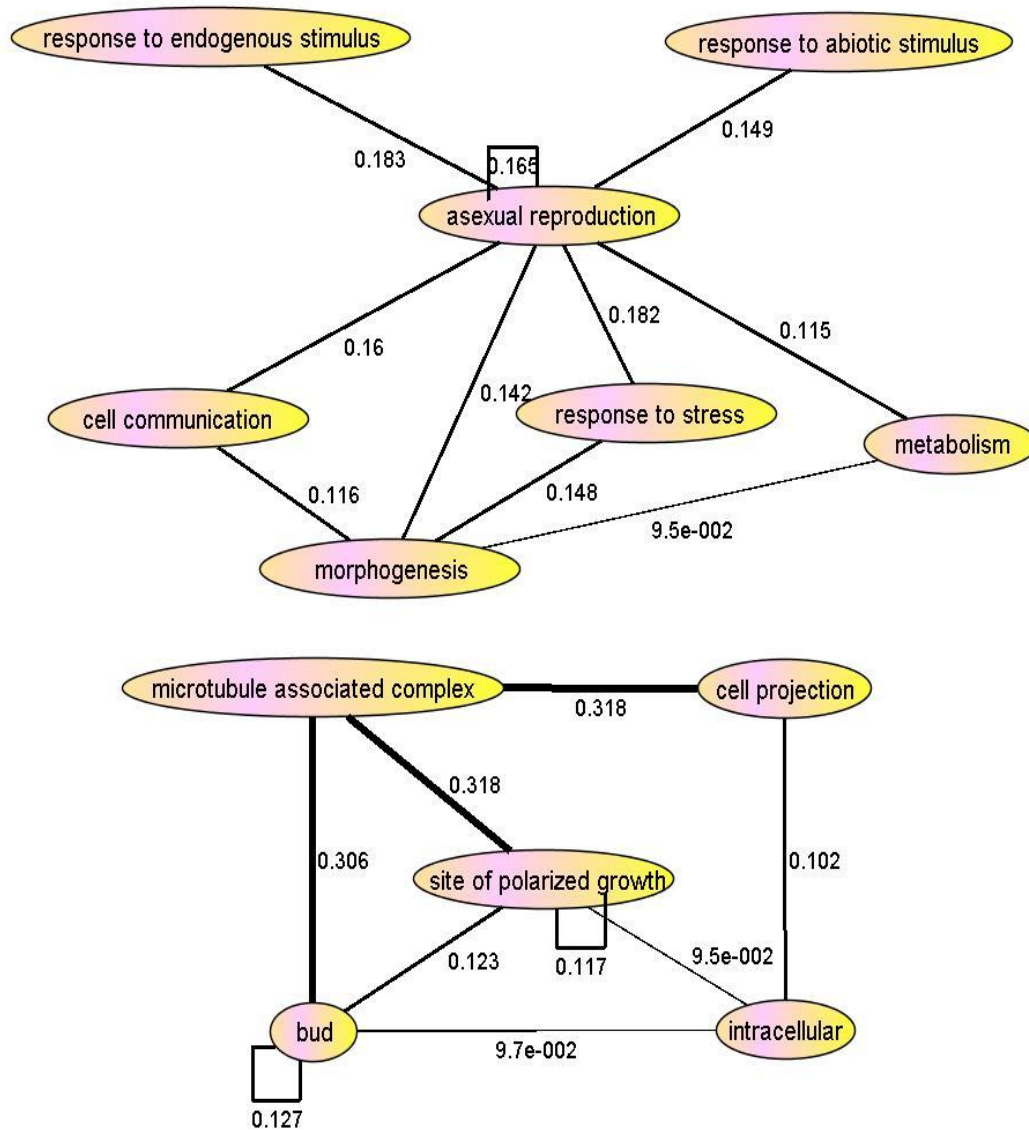 response to endogenous stimulus
response to abiotic stimulus
0.183
0.149
0.165
asexual reproduction
0.16
0.182
0.115
0.142
cell communication
response to stress
metabolism
0.116
0.148
9.5e-002
morphogenesis
microtubule associated complex
cell projection
0.318
0.318
0.306
0.102
site of polarized growth
0.123
0.117
9.5e-002
bud
intracellular
9.7e-002
0.127